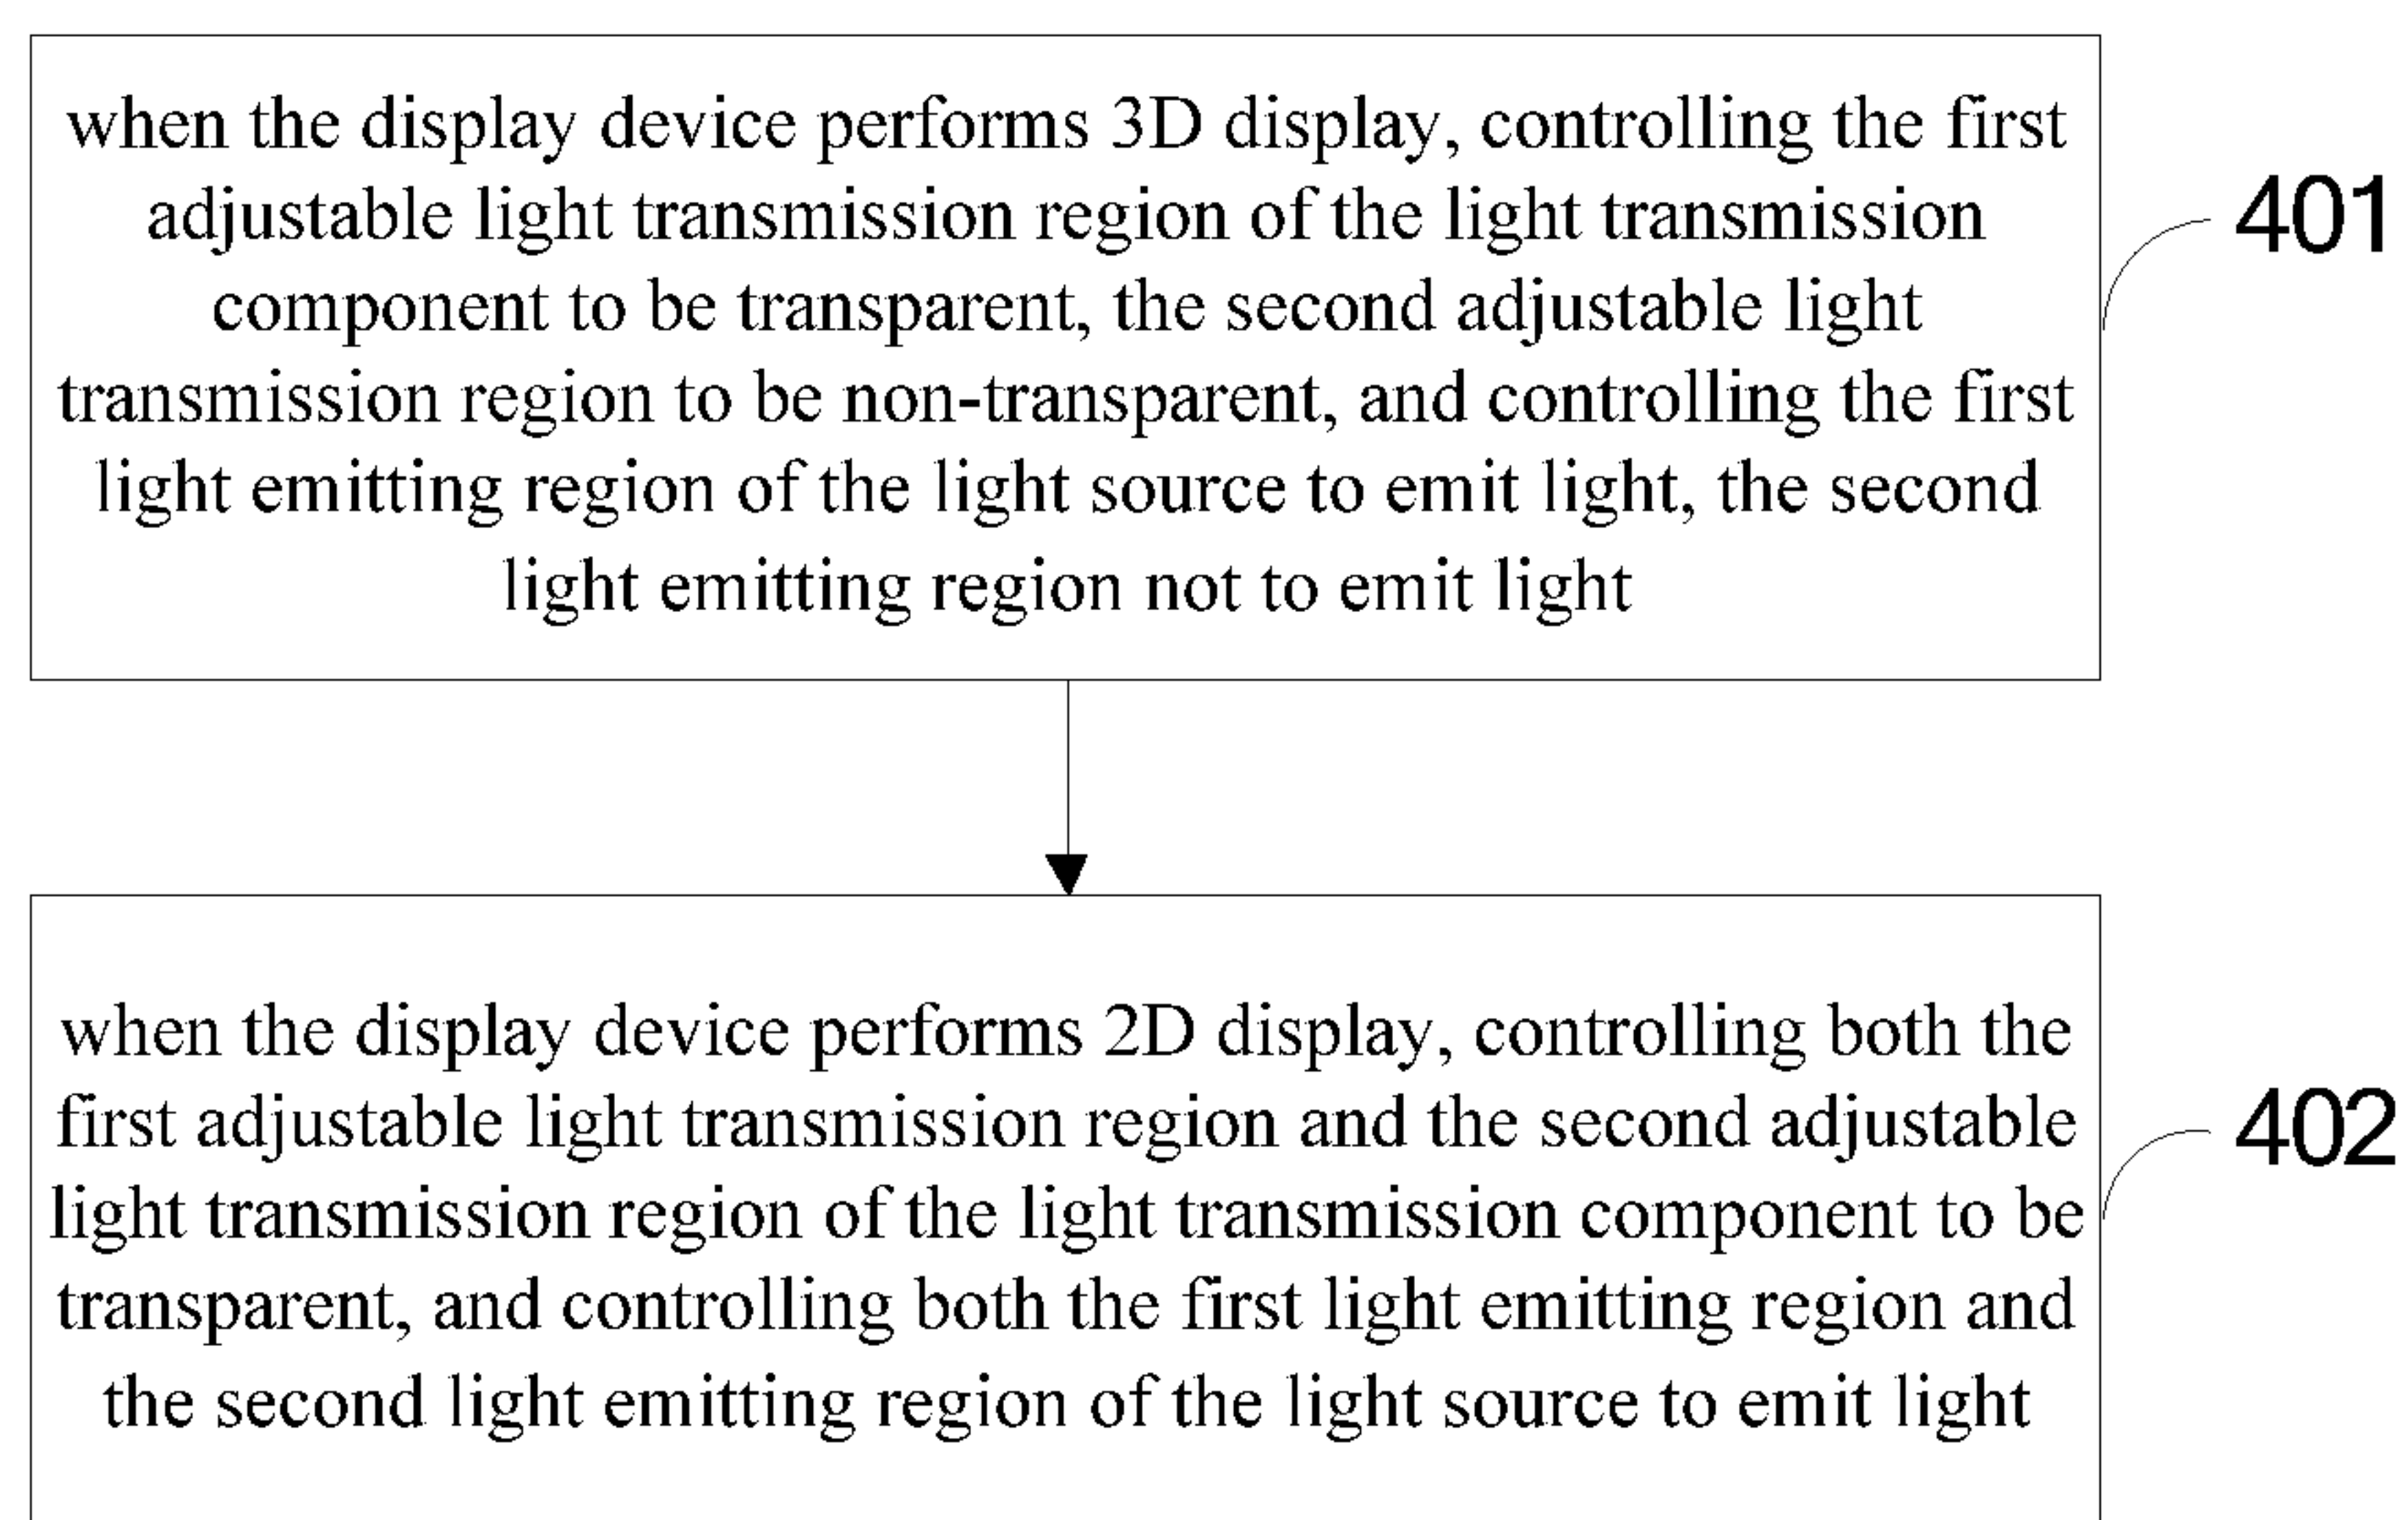 when the display device performs 3D display, controlling the first
adjustable light transmission region of the light transmission
component to be transparent, the second adjustable light
transmission region to be non-transparent, and controlling the first
light emitting region of the light source to emit light, the second
light emitting region not to emit light
401
when the display device performs 2D display, controlling both the
first adjustable light transmission region and the second adjustable
light transmission region of the light transmission component to be
transparent, and controlling both the first light emitting region and
the second light emitting region of the light source to emit light
402